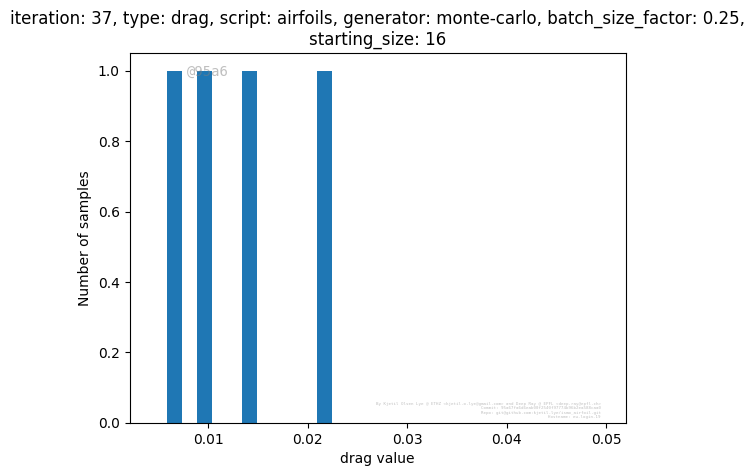 iteration: 37, type: drag, script: airfoils, generator: monte-carlo, batch_size_factor: 0.25,
starting_size: 16
@95a6
1.0
0.8
0.6
0.4
0.2
0.0
Number of samples
0.01
0.02
0.03
0.04
0.05
drag value